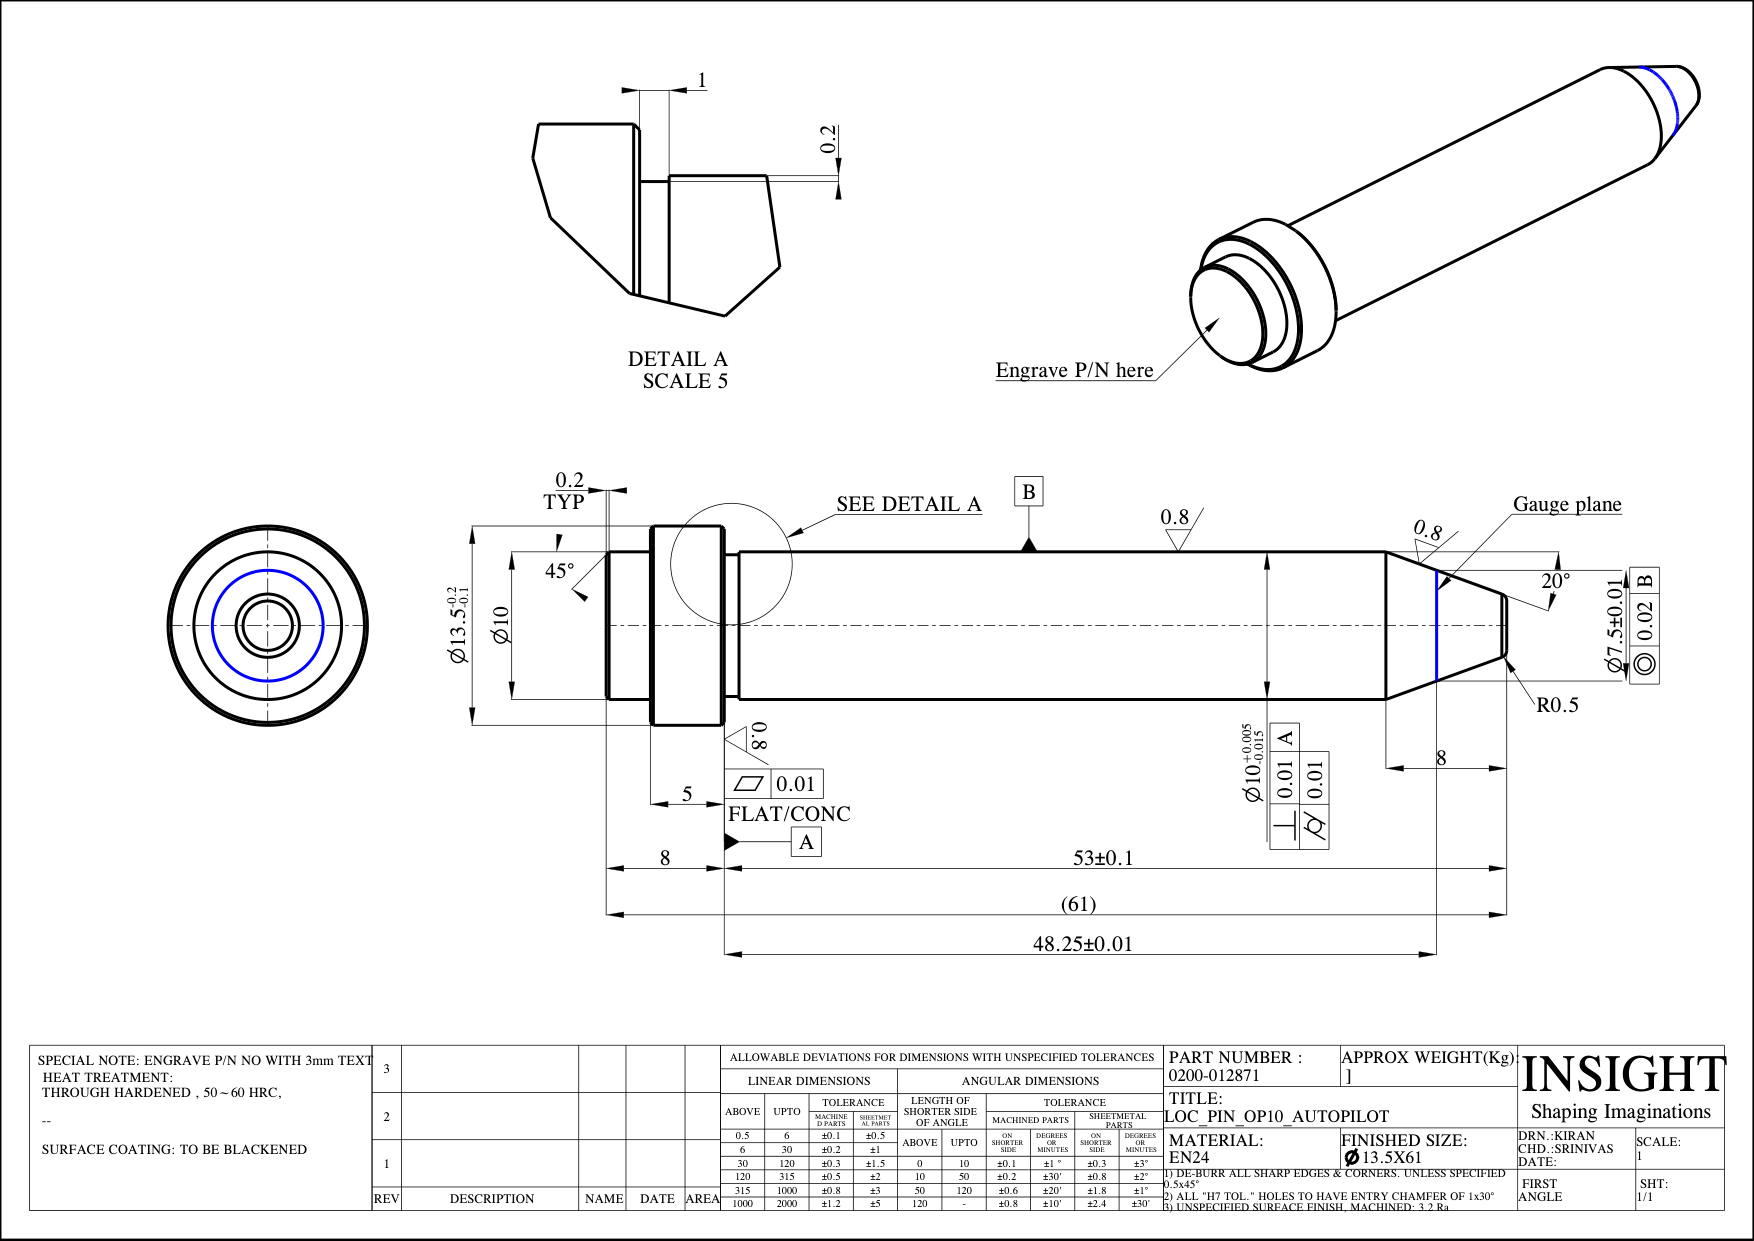 1
0.2
DETAIL A
SCALE 5
Engrave P/N here
0.2
TYP
SEE DETAIL A
B
0.8
Gauge plane
0.8
45°
20°
Ø13.5 -0.2 -0.1
Ø10
Ø7.5±0.01
◎ 0.02 B
R0.5
0.8
▱ 0.01
FLAT/CONC
A
5
8
Ø10 +0.005 -0.015
⊥ 0.01 A
⌭ 0.01
8
53±0.1
(61)
48.25±0.01
SPECIAL NOTE: ENGRAVE P/N NO WITH 3mm TEXT
HEAT TREATMENT:
THROUGH HARDENED , 50~60 HRC,
--
SURFACE COATING: TO BE BLACKENED
3
2
1
REV DESCRIPTION NAME DATE AREA
ALLOWABLE DEVIATIONS FOR DIMENSIONS WITH UNSPECIFIED TOLERANCES
LINEAR DIMENSIONS ANGULAR DIMENSIONS
ABOVE UPTO TOLERANCE
MACHINE D PARTS SHEETMET AL PARTS
0.5 6 ±0.1 ±0.5
6 30 ±0.2 ±1
30 120 ±0.3 ±1.5
120 315 ±0.5 ±2
315 1000 ±0.8 ±3
1000 2000 ±1.2 ±5
LENGTH OF SHORTER SIDE OF ANGLE TOLERANCE
MACHINED PARTS SHEETMETAL PARTS
ABOVE UPTO ON SHORTER SIDE DEGREES OR MINUTES ON SHORTER SIDE DEGREES OR MINUTES
0 10 ±0.1 ±1 ° ±0.3 ±3°
10 50 ±0.2 ±30' ±0.8 ±2°
50 120 ±0.6 ±20' ±1.8 ±1°
120 - ±0.8 ±10' ±2.4 ±30'
PART NUMBER :
0200-012871
APPROX WEIGHT(Kg):
]
TITLE:
LOC_PIN_OP10_AUTOPILOT
MATERIAL:
EN24
FINISHED SIZE:
Ø 13.5X61
1) DE-BURR ALL SHARP EDGES & CORNERS. UNLESS SPECIFIED
0.5x45°
2) ALL "H7 TOL." HOLES TO HAVE ENTRY CHAMFER OF 1x30°
3) UNSPECIFIED SURFACE FINISH, MACHINED: 3.2 Ra
INSIGHT
Shaping Imaginations
DRN.:KIRAN
CHD.:SRINIVAS
DATE:
SCALE:
1
FIRST
ANGLE
SHT:
1/1